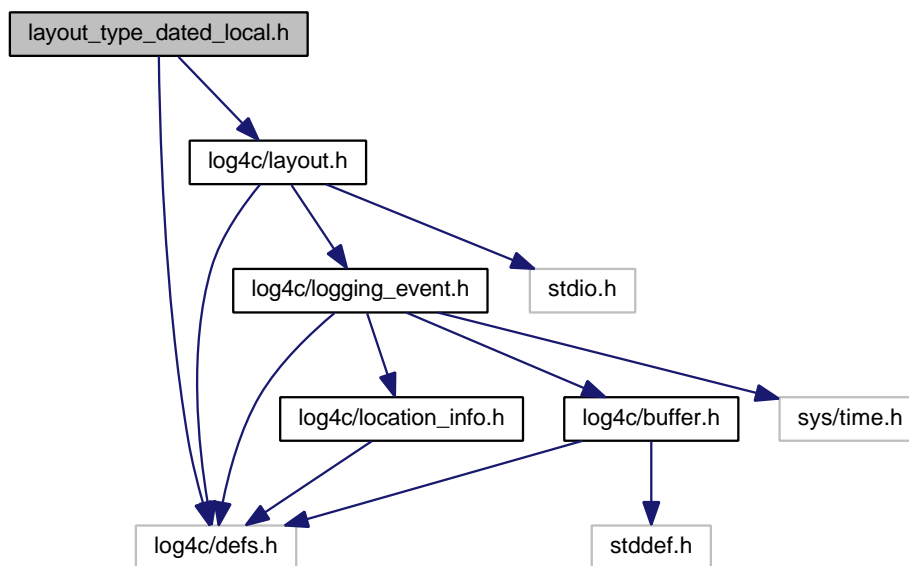 layout_type_dated_local.h
log4c/layout.h
log4c/logging_event.h
stdio.h
log4c/location_info.h
log4c/buffer.h
sys/time.h
log4c/defs.h
stddef.h